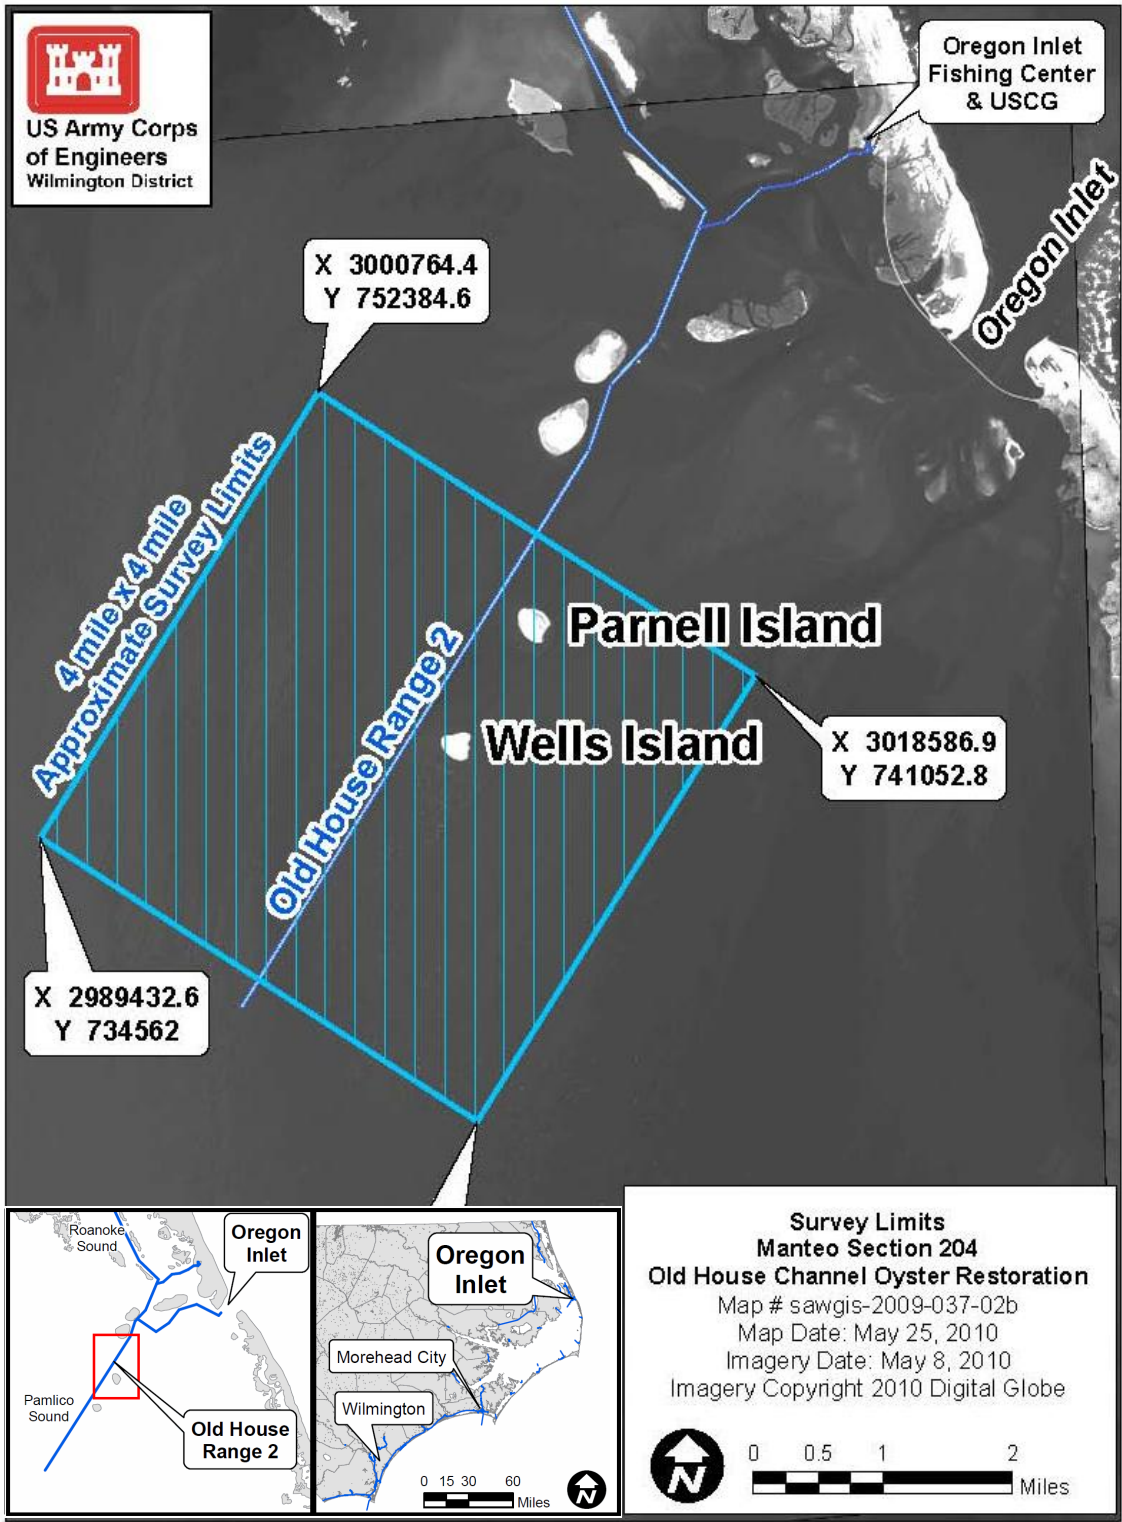 US Army Corps
of Engineers
Wilmington District
Oregon Inlet
Fishing Center
& USCG
Oregon Inlet
X 3000764.4
Y 752384.6
4 mile x 4 mile
Approximate Survey Limits
Parnell Island
Old House Range 2
Wells Island
X 3018586.9
Y 741052.8
X 2989432.6
Y 734562
Roanoke
Sound
Oregon
Inlet
Pamlico
Sound
Old House
Range 2
Oregon
Inlet
Morehead City
Wilmington
0 15 30 60
Miles
N
Survey Limits
Manteo Section 204
Old House Channel Oyster Restoration
Map # sawgis-2009-037-02b
Map Date: May 25, 2010
Imagery Date: May 8, 2010
Imagery Copyright 2010 Digital Globe
N
0 0.5 1 2
Miles